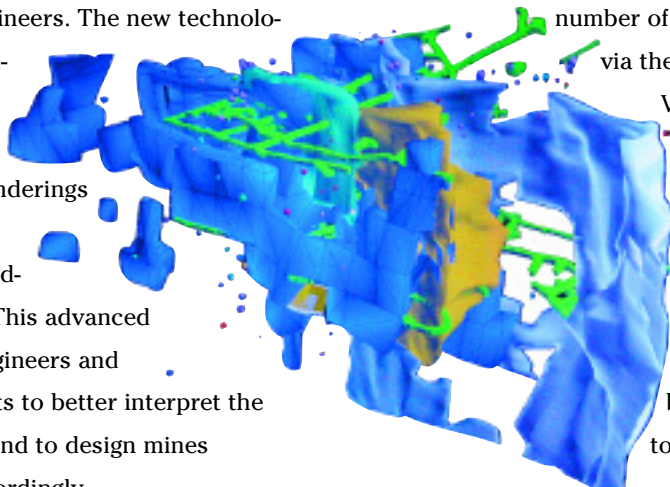 ineers. The new technolo-
-
nderings
d-
This advanced
gineers and
ts to better interpret the
nd to design mines
ordingly
number of
via the
V
b
to